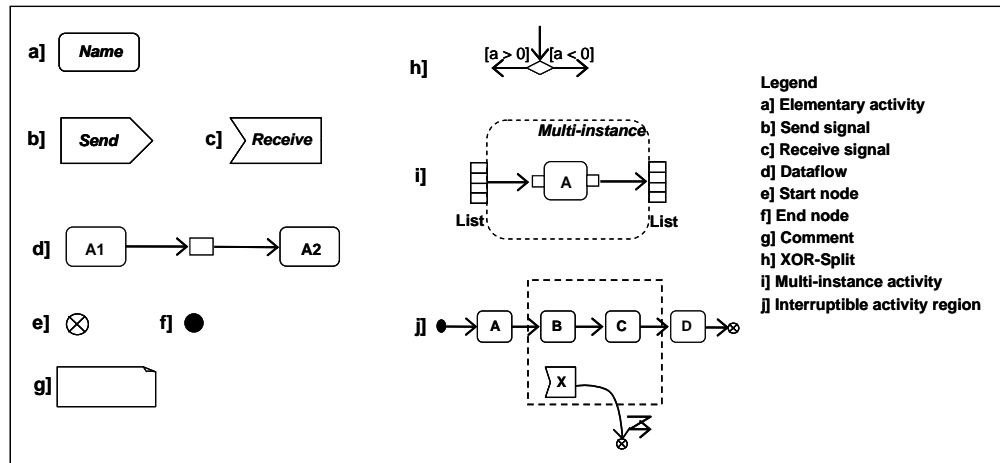 a] Name
b] Send
c] Receive
d] A1 A2
e]
f]
g]
h] [a > 0] [a < 0]
Multi-instance
i] A
List List
j] A B C D
X
Legend
a] Elementary activity
b] Send signal
c] Receive signal
d] Dataflow
e] Start node
f] End node
g] Comment
h] XOR-Split
i] Multi-instance activity
j] Interruptible activity region